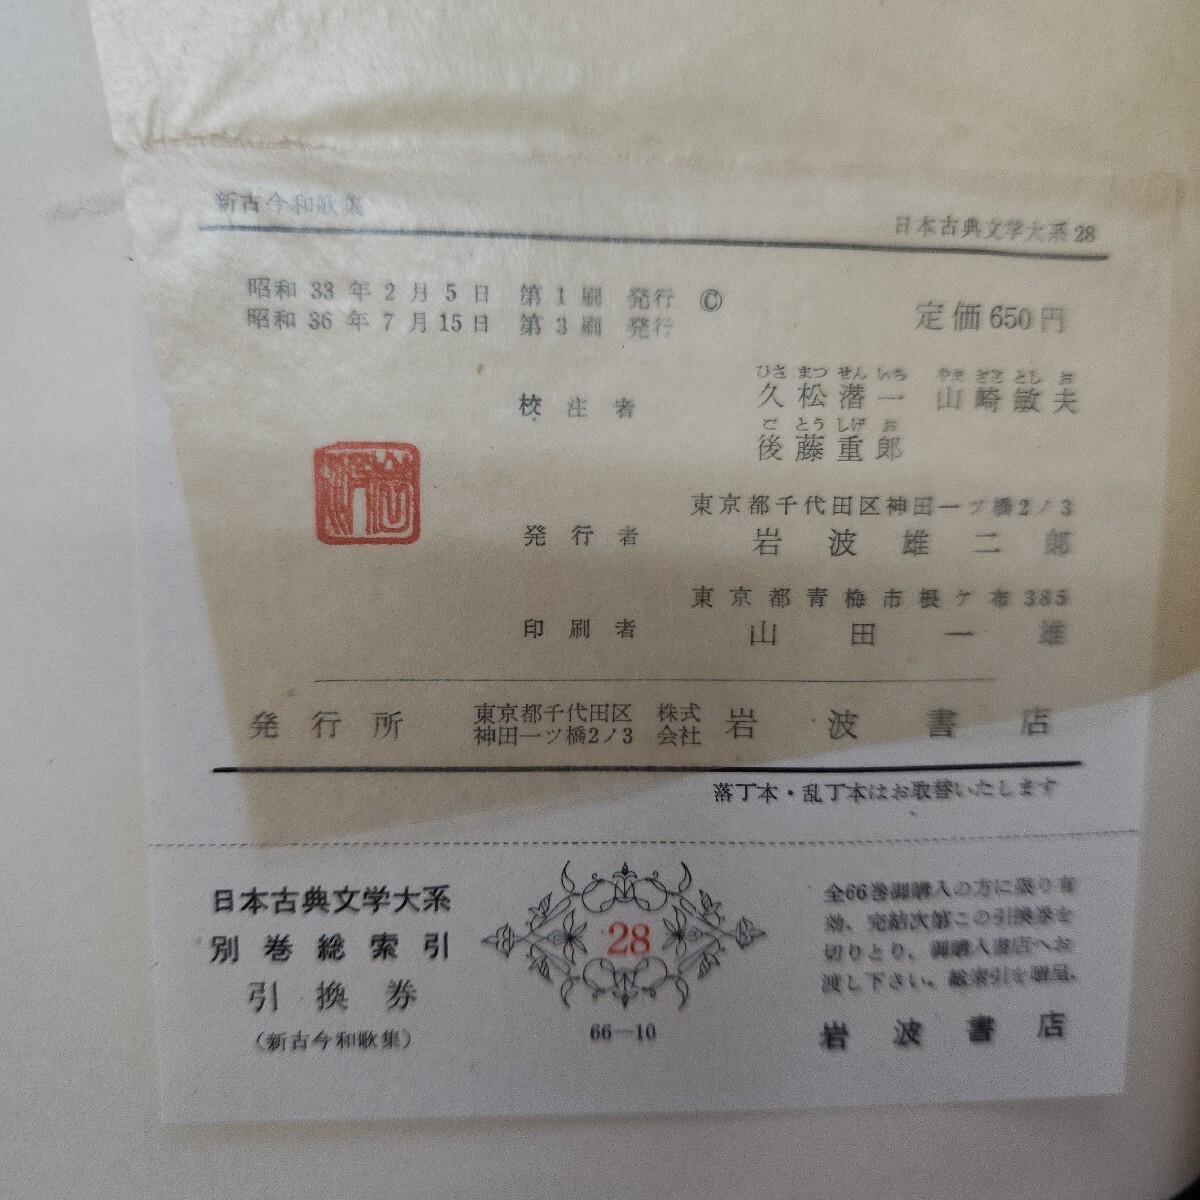 新古今和歌集
日本古典文学大系28
昭和33年2月5日 第1刷 発行 ©
昭和36年7月15日 第3刷 発行
定価650円
校注者
ひさ まつ せん いち やま ざき とし お
久松潜一 山崎敏夫
ご とう しげ お
後藤重郎
東京都千代田区神田一ツ橋2ノ3
発行者 岩波雄二郎
東京都青梅市根ケ布385
印刷者 山田一雄
発行所 東京都千代田区神田一ツ橋2ノ3 株式会社 岩波書店
落丁本・乱丁本はお取替いたします
日本古典文学大系
別巻総索引
引換券
(新古今和歌集)
28
66―10
全66巻御購入の方に限り有
効、完結次第この引換券を
切りとり、御購入書店へお
渡し下さい。総索引を贈呈.
岩波書店